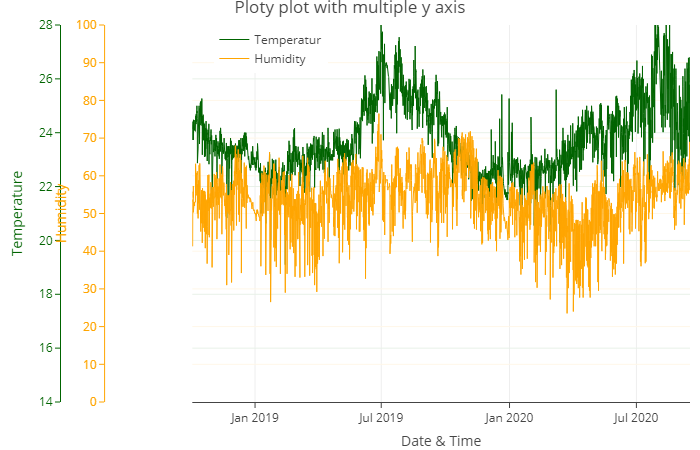 Ploty plot with multiple y axis
Temperatur
Humidity
Temperature
28
26
24
22
20
18
16
14
Humidity
100
90
80
70
60
50
40
30
20
10
0
Jan 2019
Jul 2019
Jan 2020
Jul 2020
Date & Time